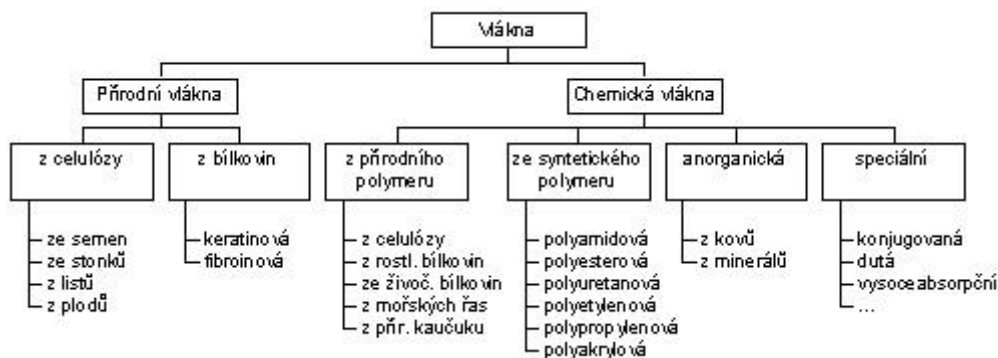 Vlákna
Přírodní vlákna
Chemická vlákna
z celulózy
z bílkovin
z přírodního
polymeru
ze syntetického
polymeru
anorganická
speciální
ze semen
ze stonků
z listů
z plodů
keratinová
fibroinová
z celulózy
z rostl. bílkovin
ze živoč. bílkovin
z mořských řas
z přír. kaučuku
polyamidová
polyesterová
polyuretanová
polyetylenová
polypropylenová
polyakrylová
z kovů
z minerálů
konjugovaná
dutá
vysoceabsorpční
...